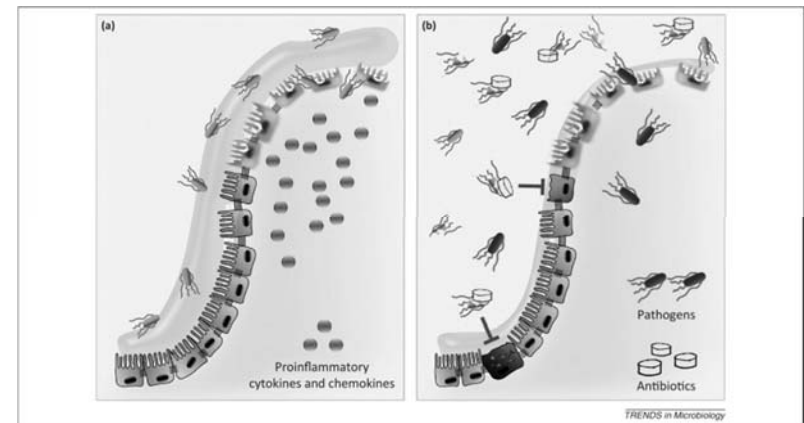 (a)
Proinflammatory
cytokines and chemokines
(b)
Pathogens
Antibiotics
TRENDS in Microbiology